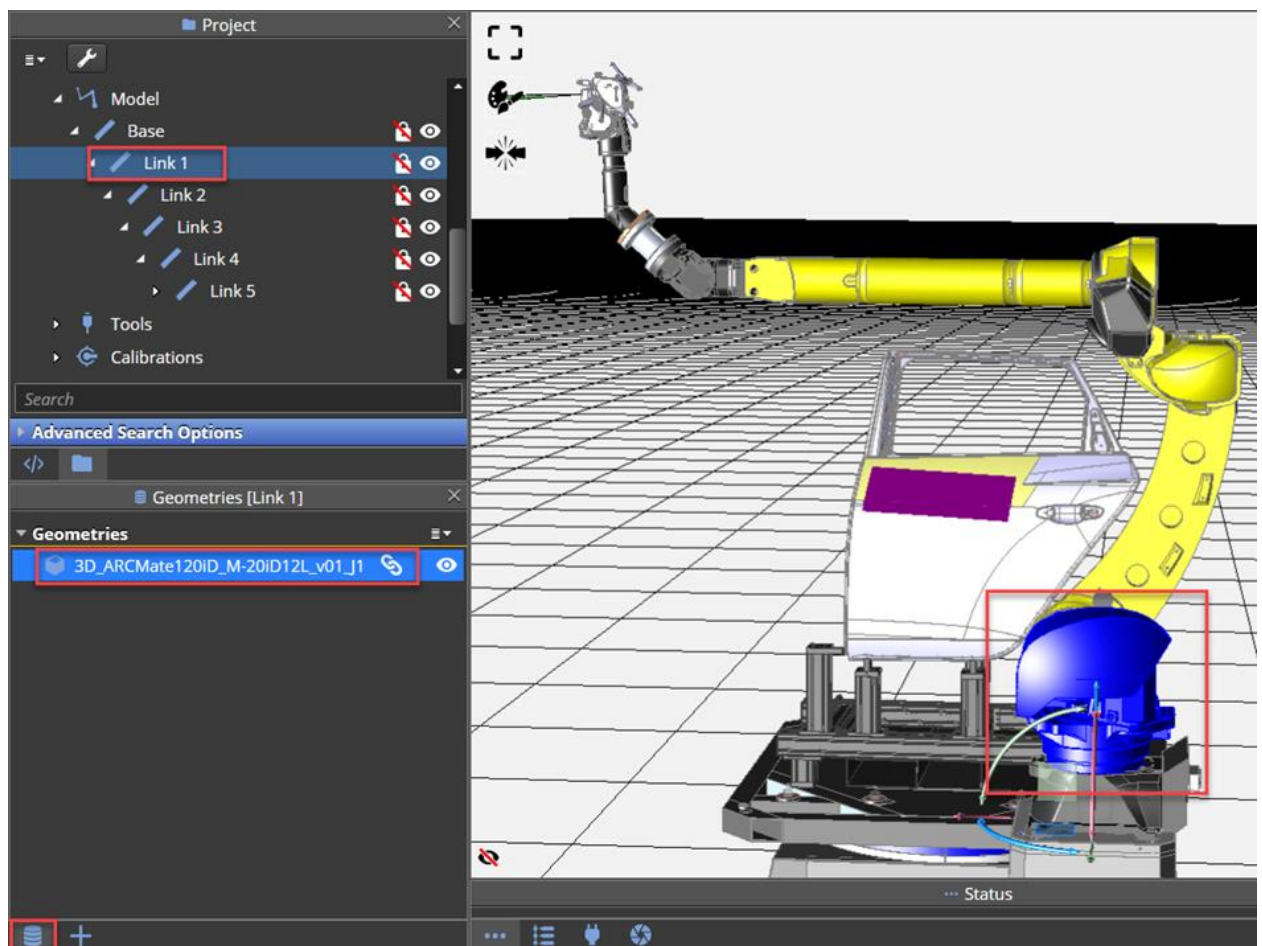 Project
Model
Base
Link 1
Link 2
Link 3
Link 4
Link 5
Tools
Calibrations
Search
Advanced Search Options
</>
Geometries [Link 1]
Geometries
3D_ARCMate120iD_M-20iD12L_v01_J1
Status